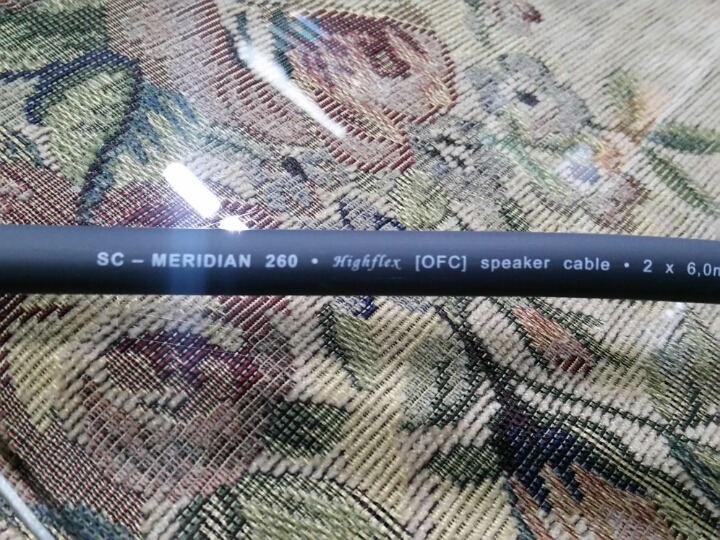 SC – MERIDIAN 260 • Highflex [OFC] speaker cable • 2 x 6,0